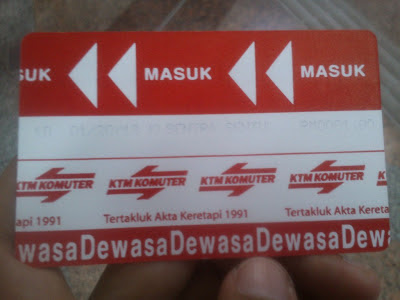 SUK MASUK MASUK
KTM KOMUTER KTM KOMUTER KTM KOMUTER KTM KOMUTER K
api 1991 Tertakluk Akta Keretapi 1991 Tertakluk Akta Kereta
wasaDewasaDewasaDewasaDewasa